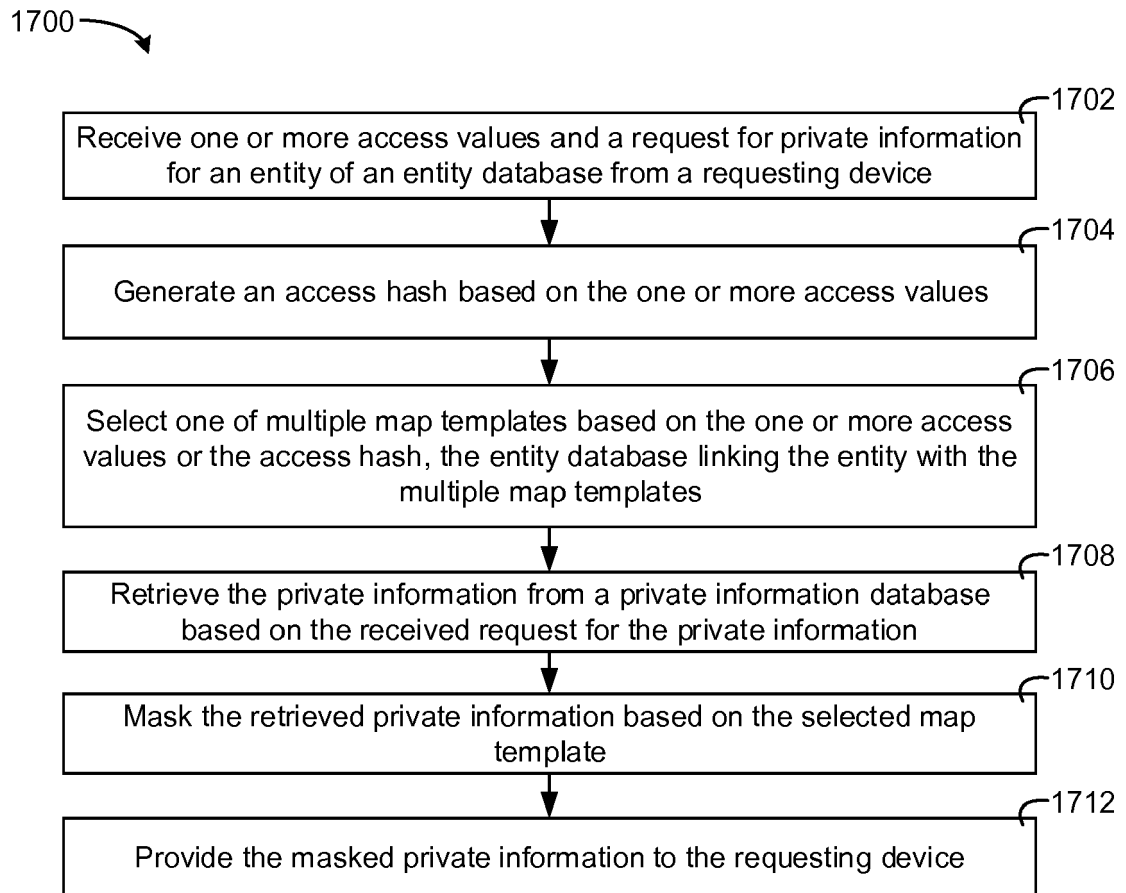 1700
1702
Receive one or more access values and a request for private information
for an entity of an entity database from a requesting device
1704
Generate an access hash based on the one or more access values
1706
Select one of multiple map templates based on the one or more access
values or the access hash, the entity database linking the entity with the
multiple map templates
1708
Retrieve the private information from a private information database
based on the received request for the private information
1710
Mask the retrieved private information based on the selected map
template
1712
Provide the masked private information to the requesting device